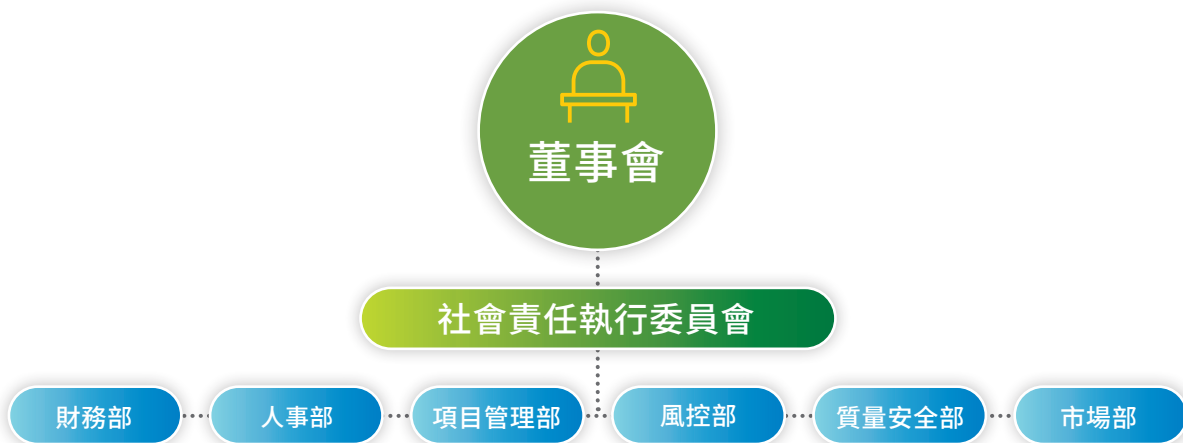 董事會
社會責任執行委員會
財務部
人事部
項目管理部
風控部
質量安全部
市場部